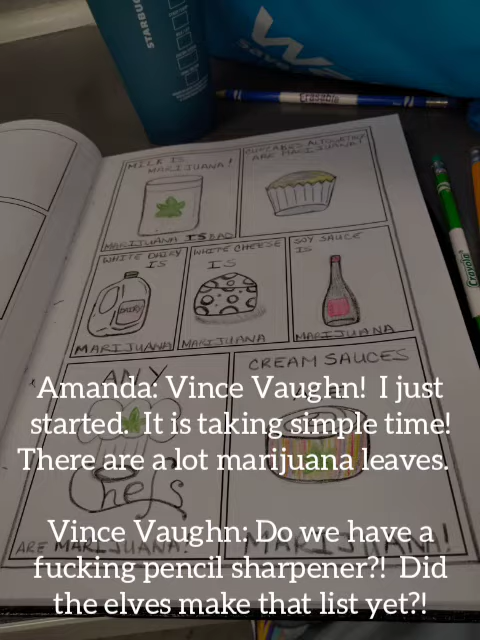 STARBUCKS
Crayola
Crayola
MILK IS
MARIJUANA!
MARIJUANA IS BAD
CUPCAKES ALTOGETHER
ARE MARIJUANA!
WHITE DAIRY
IS
DAIRY
MARIJUANA
WHITE CHEESE
IS
MARIJUANA
SOY SAUCE
IS
MARIJUANA
ANY
Chefs
ARE MARIJUANA!
CREAM SAUCES
MARIJUANA!
Amanda: Vince Vaughn! I just
started. It is taking simple time!
There are a lot marijuana leaves.
Vince Vaughn: Do we have a
fucking pencil sharpener?! Did
the elves make that list yet?!